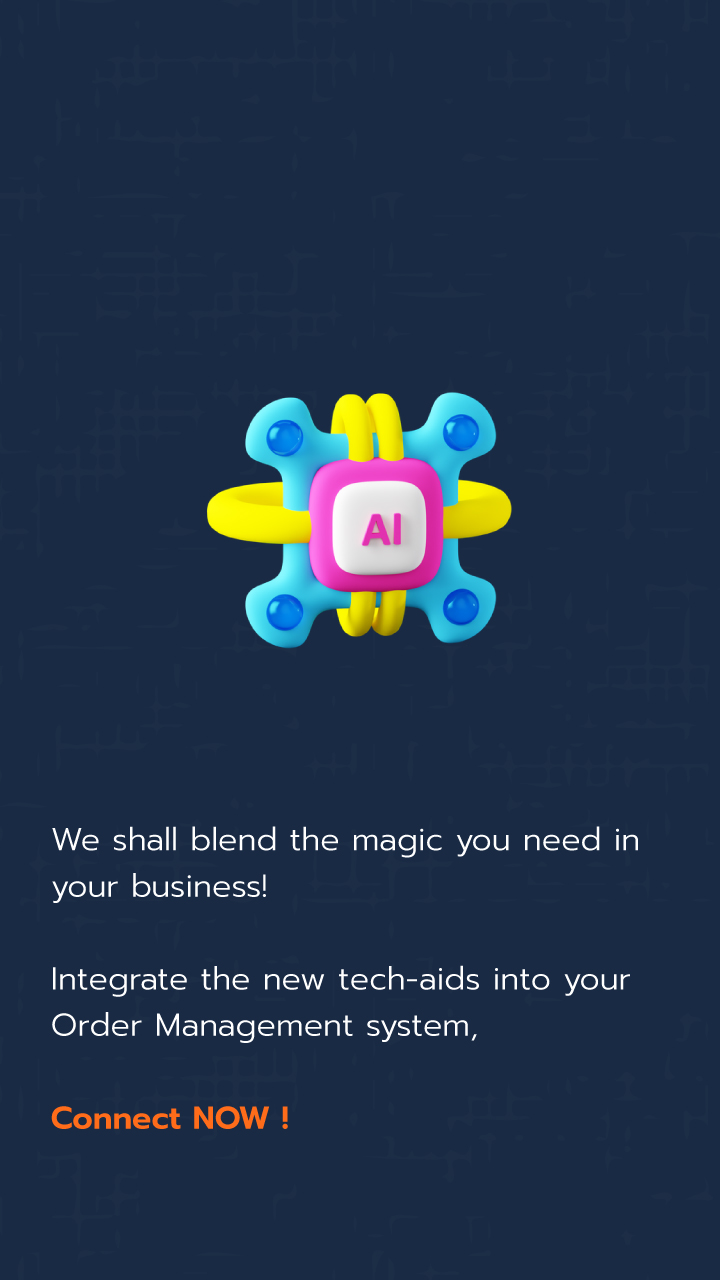 AI
We shall blend the magic you need in
your business!
Integrate the new tech-aids into your
Order Management system,
Connect NOW !